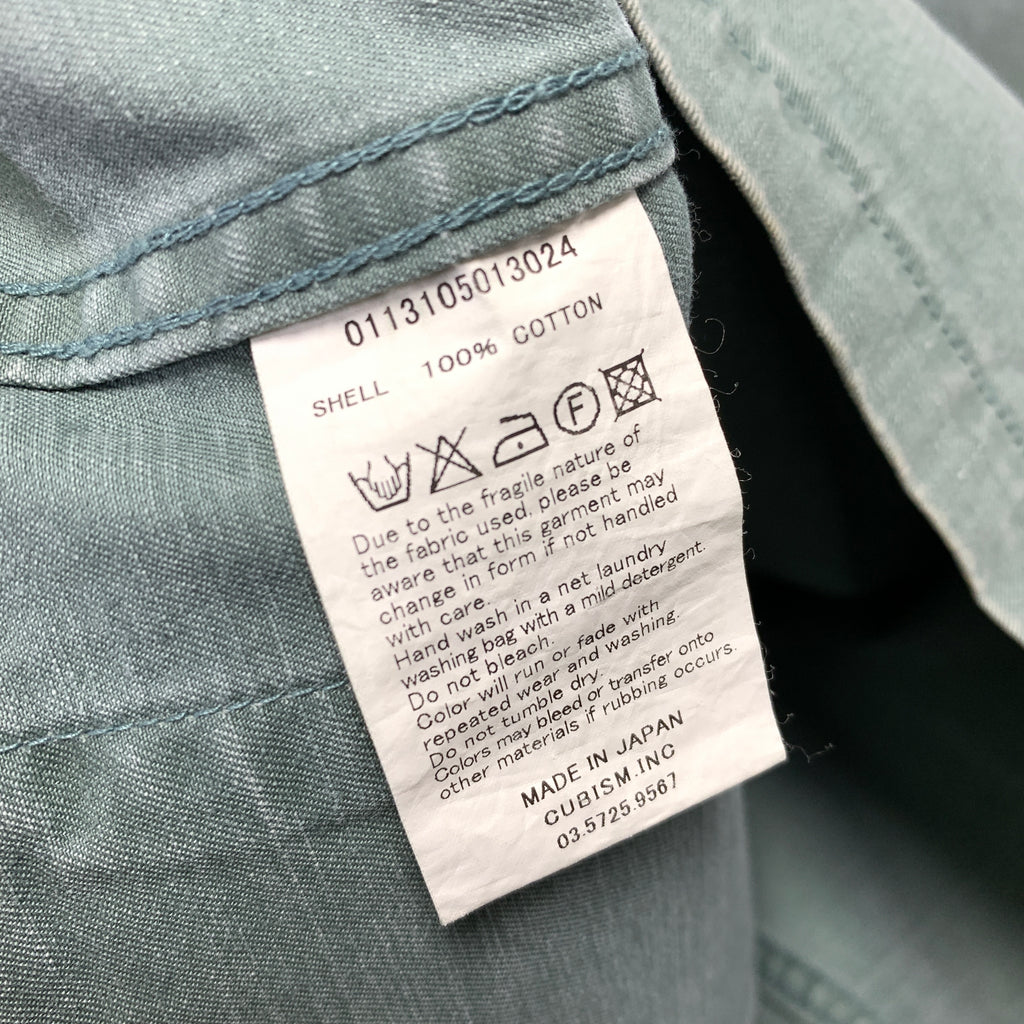 0113105013024
SHELL 100% COTTON
F
Due to the fragile nature of
the fabric used, please be
aware that this garment may
change in form if not handled
with care.
Hand wash in a net laundry
washing bag with a mild detergent.
Do not bleach.
Color will run or fade with
repeated wear and washing.
Do not tumble dry.
Colors may bleed or transfer onto
other materials if rubbing occurs.
MADE IN JAPAN
CUBISM.INC
03.5725.9567